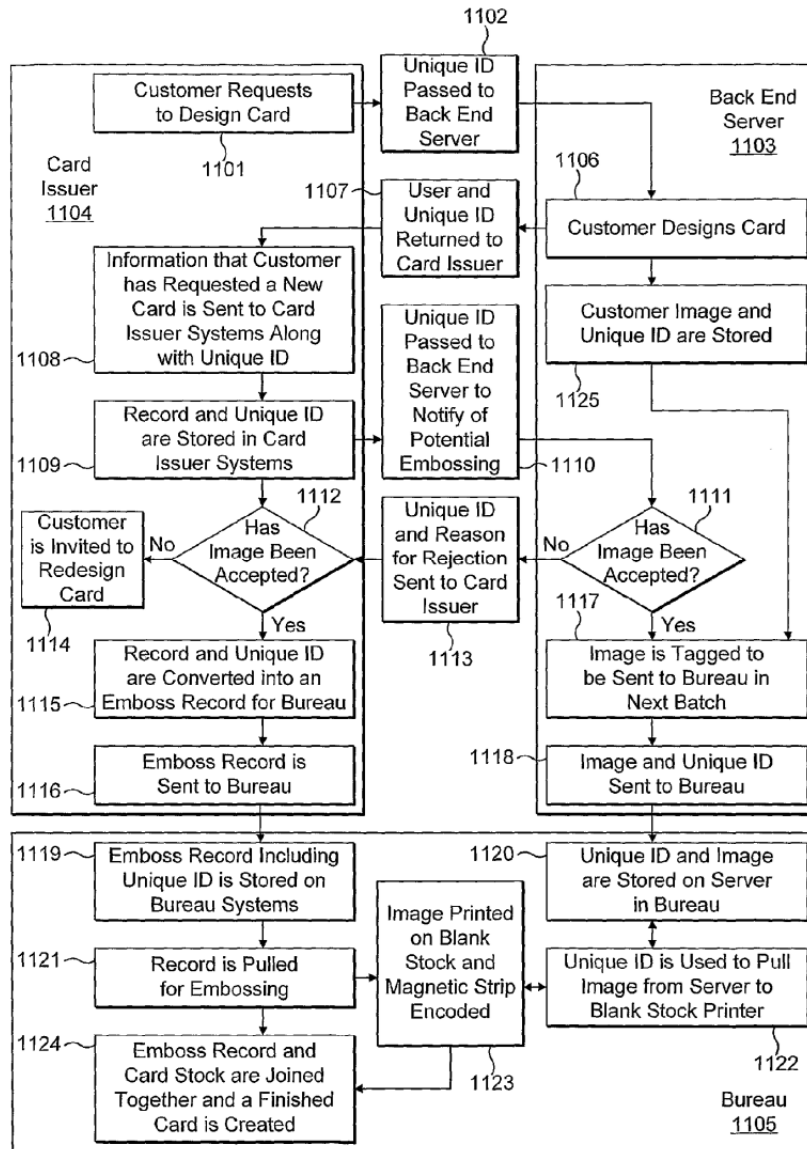 1102
Customer Requests
to Design Card
1101
Unique ID
Passed to
Back End
Server
Back End
Server
1103
Card
Issuer
1104
1107
User and
Unique ID
Returned to
Card Issuer
1106
Customer Designs Card
Information that Customer
has Requested a New
Card is Sent to Card
Issuer Systems Along
with Unique ID
1108
Unique ID
Passed to
Back End
Server to
Notify of
Potential
Embossing
1110
Customer Image and
Unique ID are Stored
1125
Record and Unique ID
are Stored in Card
Issuer Systems
1109
1112
Has
Image Been
Accepted?
No
Yes
Customer
is Invited to
Redesign
Card
1114
Unique ID
and Reason
for Rejection
Sent to Card
Issuer
1113
1111
Has
Image Been
Accepted?
No
Yes
1117
Record and Unique ID
are Converted into an
Emboss Record for Bureau
1115
Image is Tagged to
be Sent to Bureau in
Next Batch
Emboss Record is
Sent to Bureau
1116
1118
Image and Unique ID
Sent to Bureau
1119
Emboss Record Including
Unique ID is Stored on
Bureau Systems
1120
Unique ID and Image
are Stored on Server
in Bureau
1121
Record is Pulled
for Embossing
Image Printed
on Blank
Stock and
Magnetic Strip
Encoded
1123
Unique ID is Used to Pull
Image from Server to
Blank Stock Printer
1122
1124
Emboss Record and
Card Stock are Joined
Together and a Finished
Card is Created
Bureau
1105